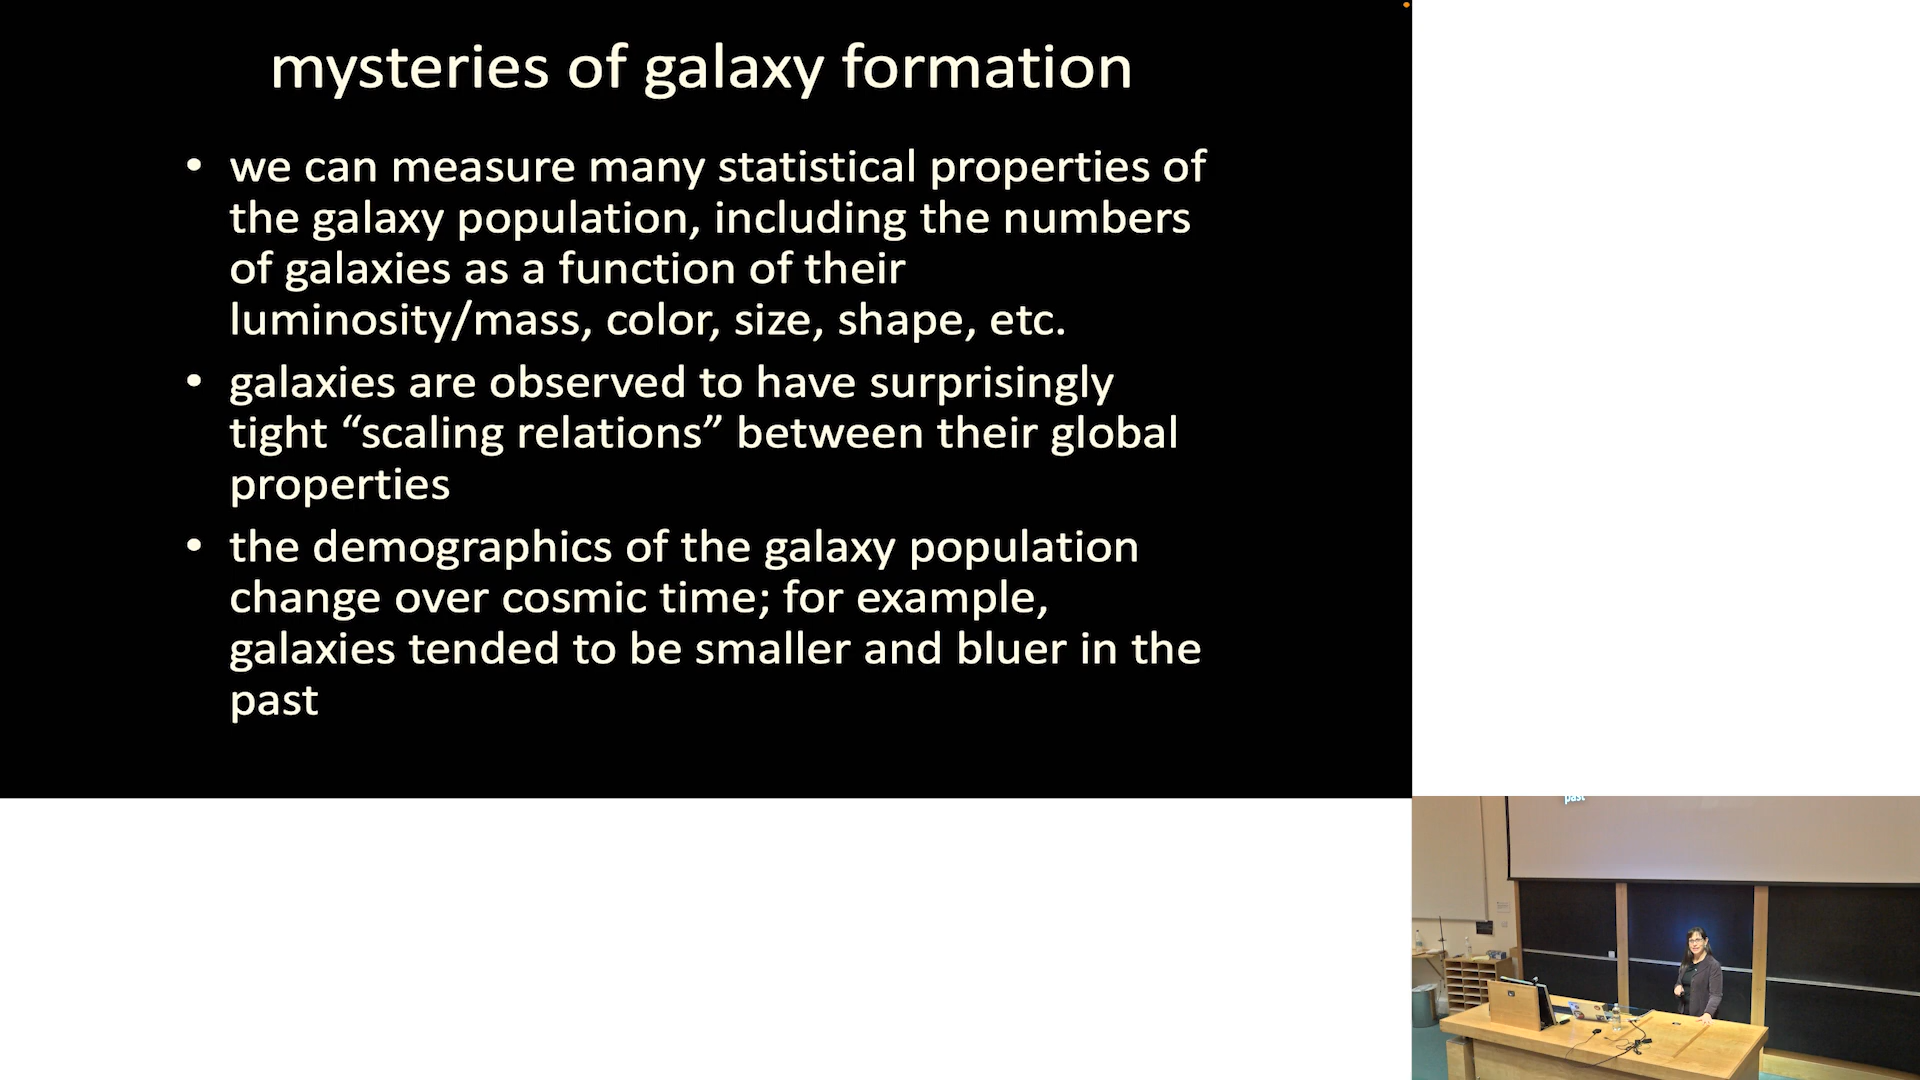 mysteries of galaxy formation
• we can measure many statistical properties of
the galaxy population, including the numbers
of galaxies as a function of their
luminosity/mass, color, size, shape, etc.
• galaxies are observed to have surprisingly
tight “scaling relations” between their global
properties
• the demographics of the galaxy population
change over cosmic time; for example,
galaxies tended to be smaller and bluer in the
past
past